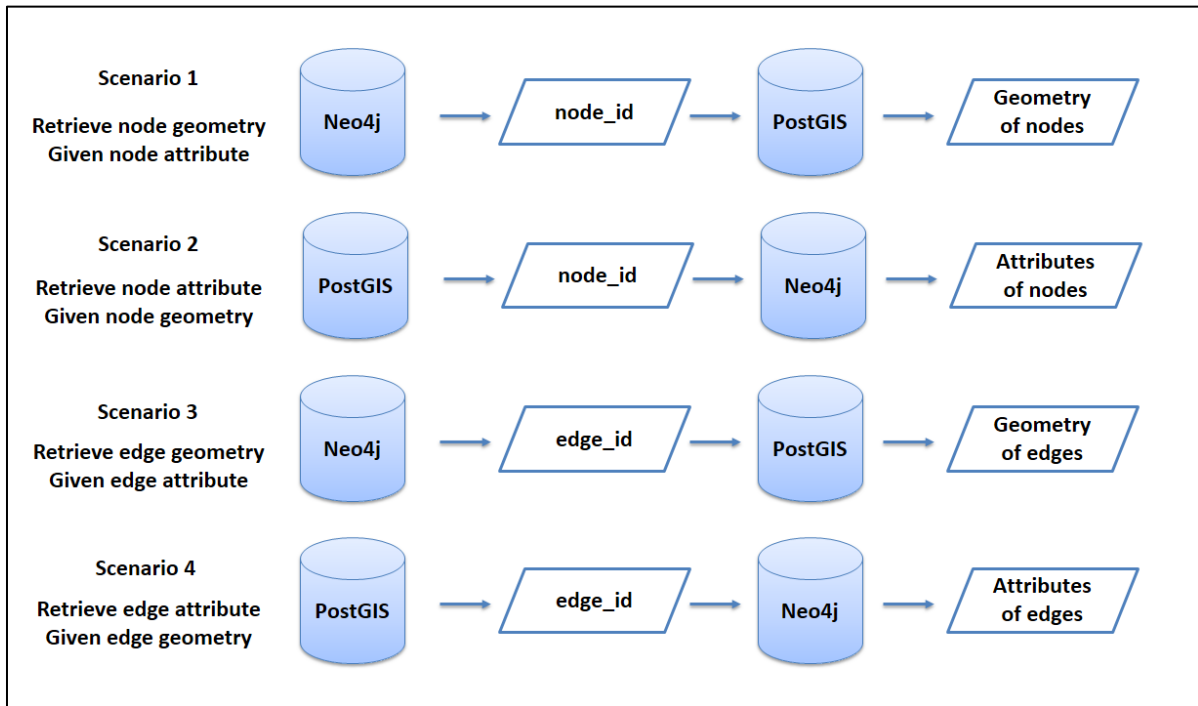 Scenario 1
Retrieve node geometry
Given node attribute
Neo4j
node_id
PostGIS
Geometry
of nodes
Scenario 2
Retrieve node attribute
Given node geometry
PostGIS
node_id
Neo4j
Attributes
of nodes
Scenario 3
Retrieve edge geometry
Given edge attribute
Neo4j
edge_id
PostGIS
Geometry
of edges
Scenario 4
Retrieve edge attribute
Given edge geometry
PostGIS
edge_id
Neo4j
Attributes
of edges